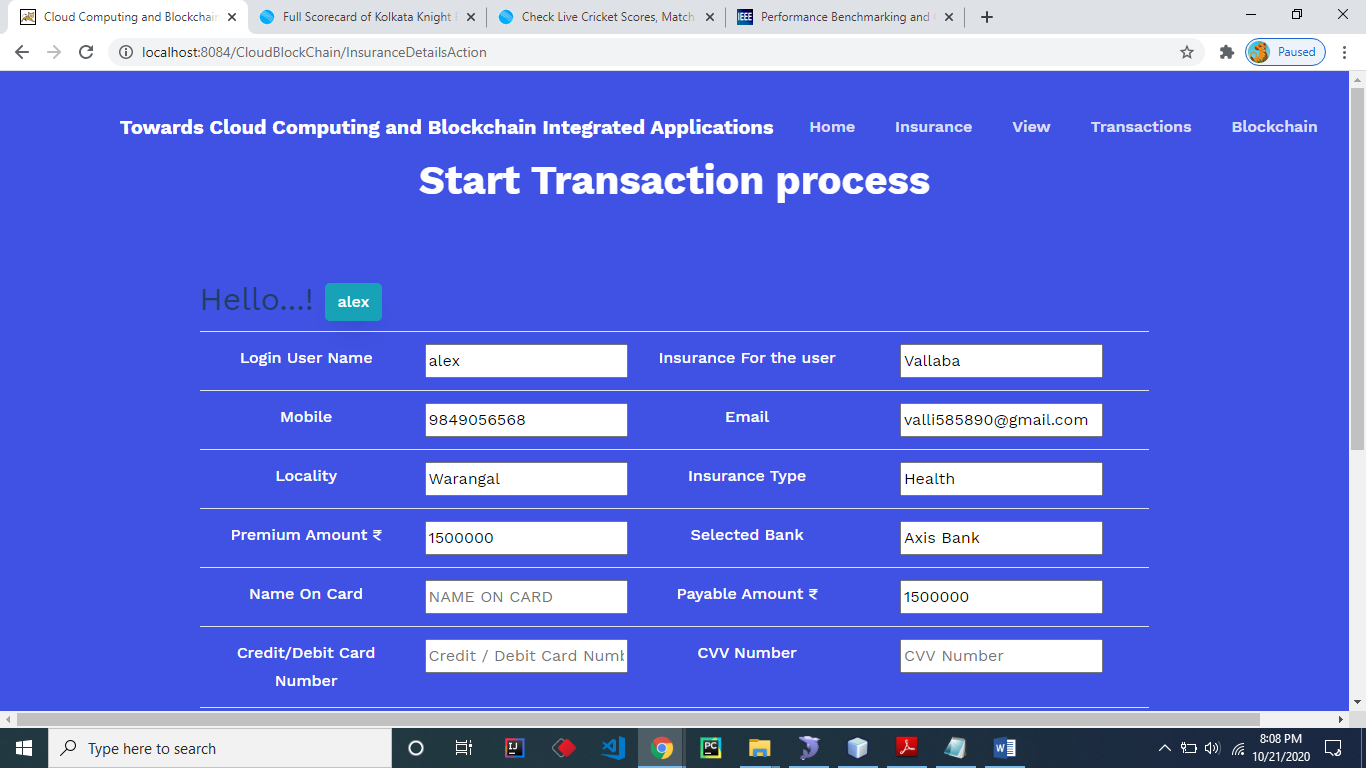 Cloud Computing and Blockchain
Full Scorecard of Kolkata Knight
Check Live Cricket Scores, Match
IEEE Performance Benchmarking and
localhost:8084/CloudBlockChain/InsuranceDetailsAction
Paused
Towards Cloud Computing and Blockchain Integrated Applications Home Insurance View Transactions Blockchain
Start Transaction process
Hello...! alex
Login User Name alex Insurance For the user Vallaba
Mobile 9849056568 Email valli585890@gmail.com
Locality Warangal Insurance Type Health
Premium Amount ₹ 1500000 Selected Bank Axis Bank
Name On Card NAME ON CARD Payable Amount ₹ 1500000
Credit/Debit Card Credit / Debit Card Numb CVV Number CVV Number
Number
Type here to search
8:08 PM
10/21/2020